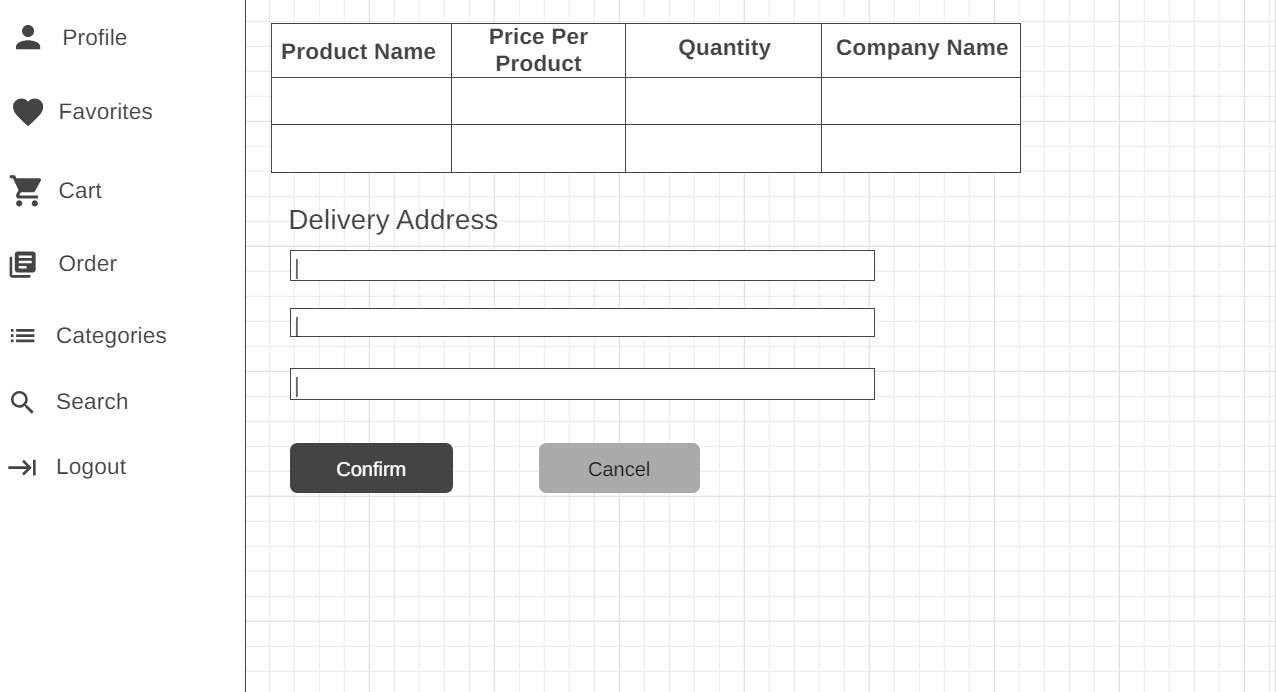 Profile
Favorites
Cart
Order
Categories
Search
Logout
Product Name
Price Per
Product
Quantity
Company Name
Delivery Address
Confirm
Cancel